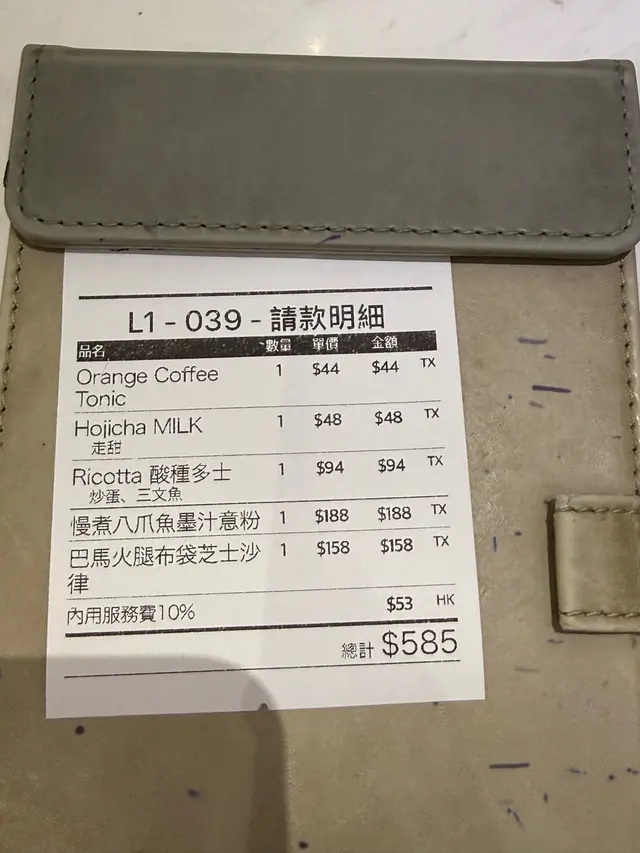 L1 - 039 - 請款明細
品名 數量 單價 金額
Orange Coffee 1 $44 $44 TX
Tonic
Hojicha MILK 1 $48 $48 TX
走甜
Ricotta 酸種多士 1 $94 $94 TX
炒蛋、三文魚
慢煮八爪魚墨汁意粉 1 $188 $188 TX
巴馬火腿布袋芝士沙 1 $158 $158 TX
律
內用服務費10% $53 HK
總計 $585